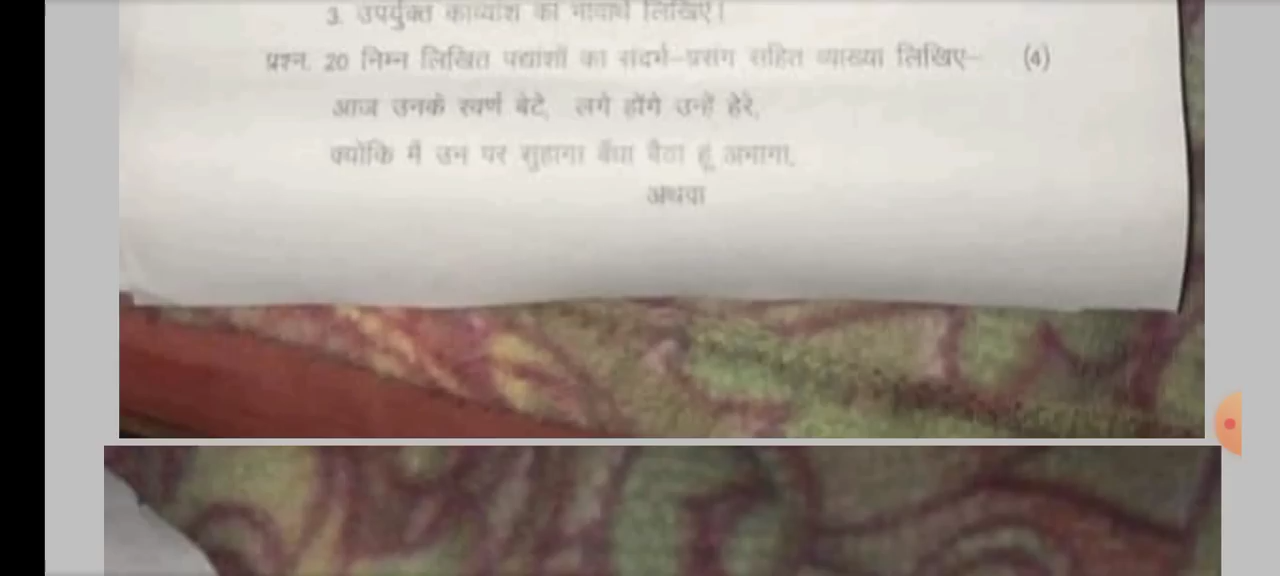 3. उपर्युक्त काव्यांश का भावार्थ लिखिए।
प्रश्न. 20 निम्न लिखित पद्यांशों का संदर्भ-प्रसंग सहित व्याख्या लिखिए- (4)
आज उनके स्वर्ण बेटे, लगे होंगे उन्हें हेरे,
क्योंकि मैं उन पर सुहागा बँधा बैठा हूं अभागा,
अथवा